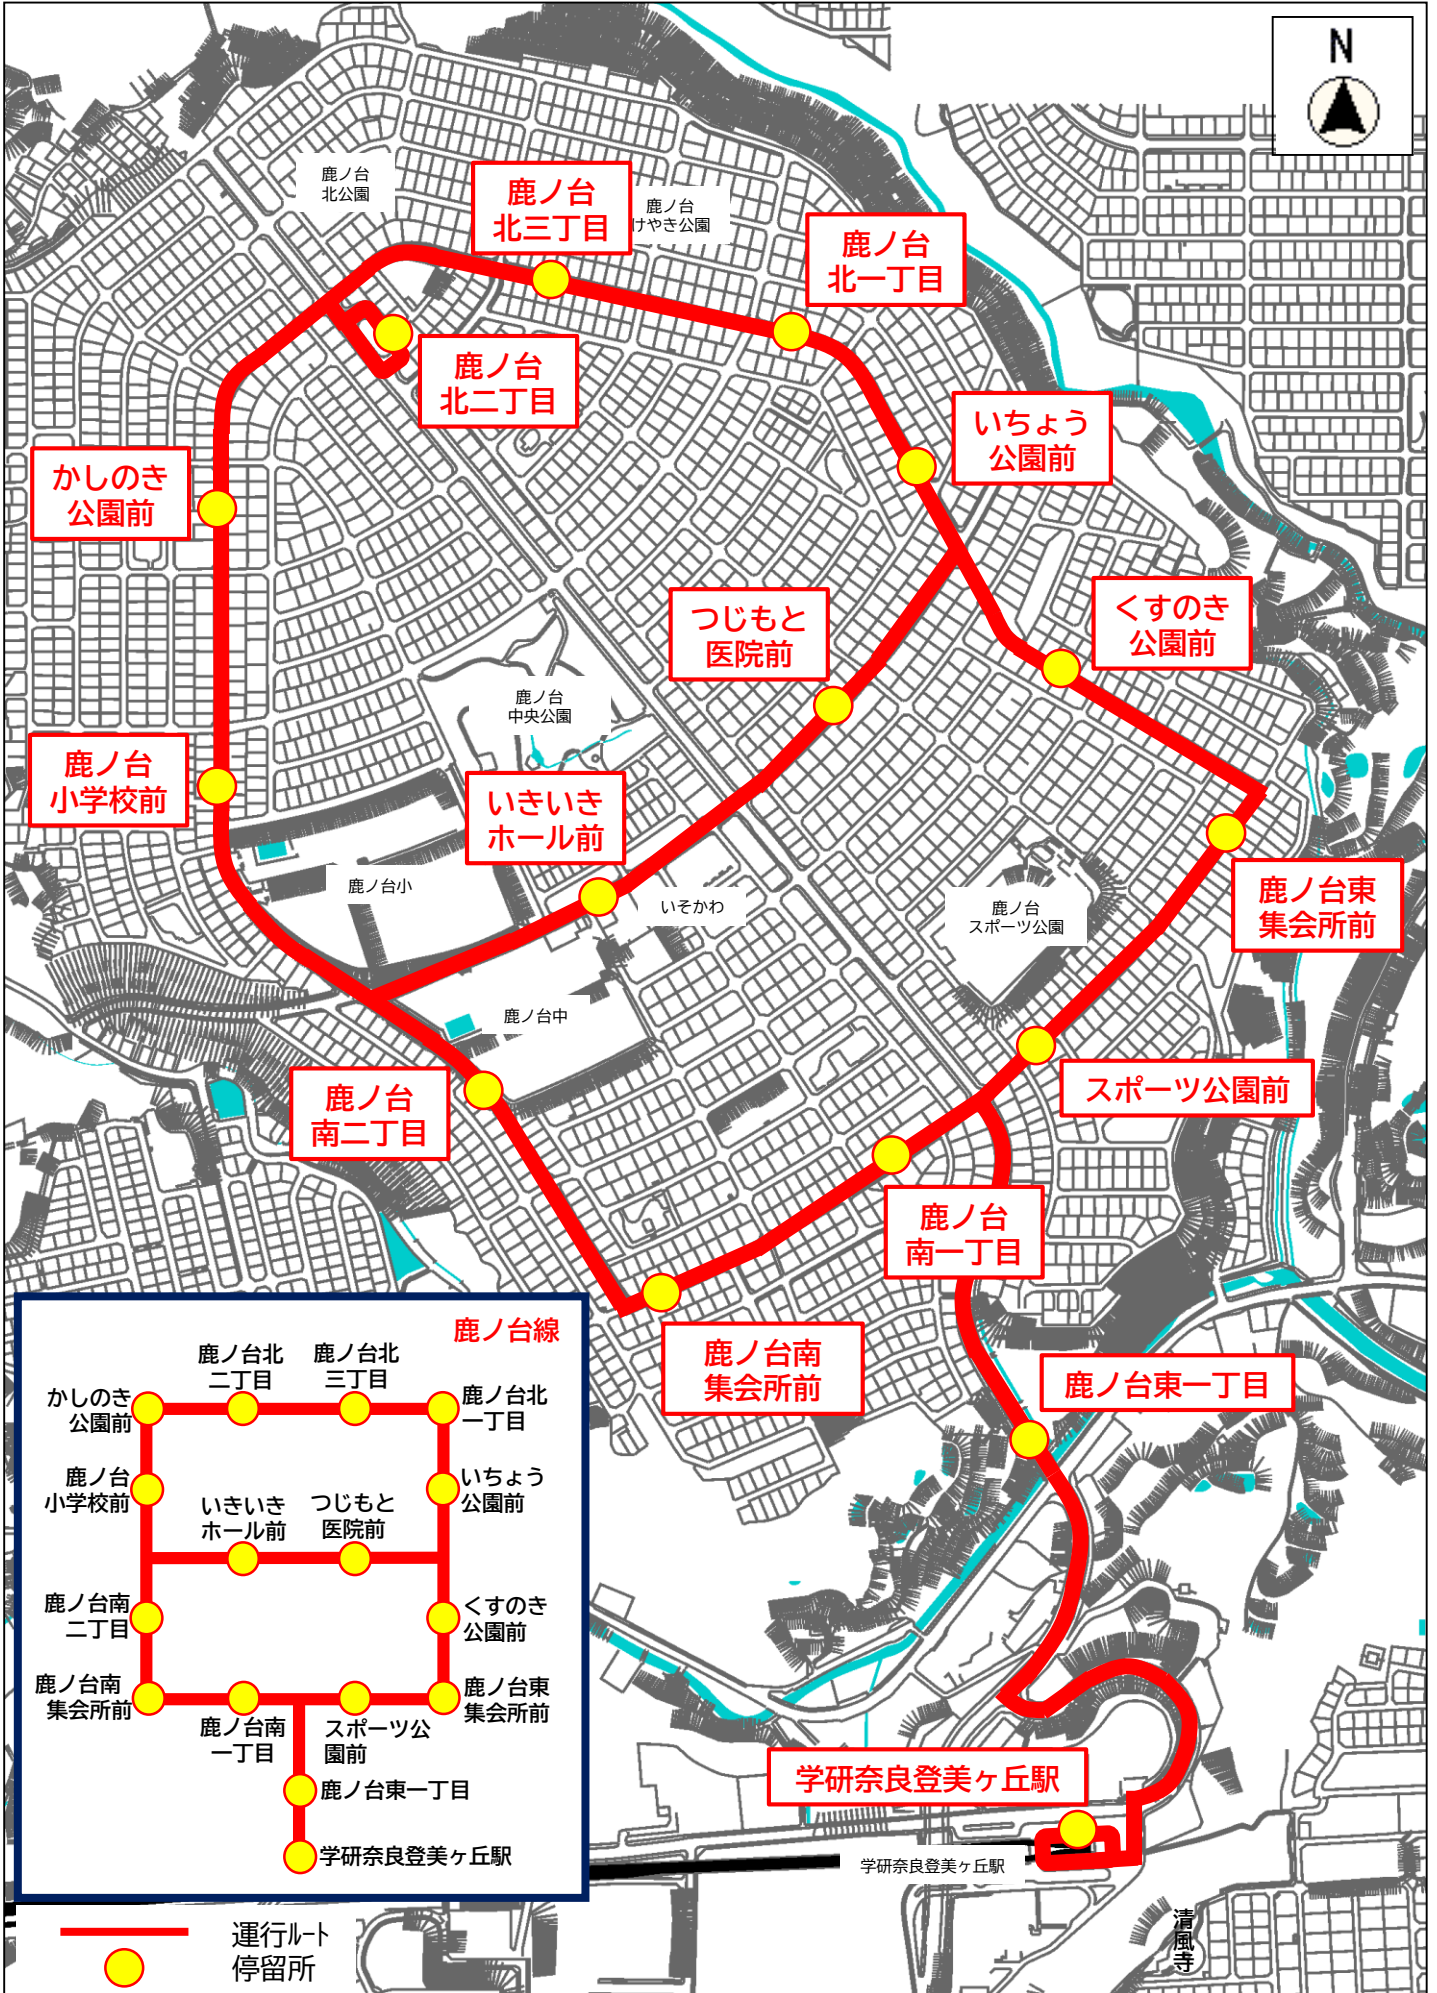 N
鹿ノ台
北公園
鹿ノ台
北三丁目
鹿ノ台
けやき公園
鹿ノ台
北一丁目
鹿ノ台
北二丁目
いちょう
公園前
かしのき
公園前
くすのき
公園前
つじもと
医院前
鹿ノ台
中央公園
鹿ノ台
小学校前
いきいき
ホール前
鹿ノ台小
いそかわ
鹿ノ台
スポーツ公園
鹿ノ台東
集会所前
鹿ノ台中
スポーツ公園前
鹿ノ台
南二丁目
鹿ノ台
南一丁目
鹿ノ台南
集会所前
鹿ノ台東一丁目
学研奈良登美ヶ丘駅
学研奈良登美ヶ丘駅
清風寺
鹿ノ台線
鹿ノ台北
二丁目
鹿ノ台北
三丁目
かしのき
公園前
鹿ノ台北
一丁目
鹿ノ台
小学校前
いちょう
公園前
いきいき
ホール前
つじもと
医院前
鹿ノ台南
二丁目
くすのき
公園前
鹿ノ台南
集会所前
鹿ノ台東
集会所前
鹿ノ台南
一丁目
スポーツ公
園前
鹿ノ台東一丁目
学研奈良登美ヶ丘駅
運行ルート
停留所